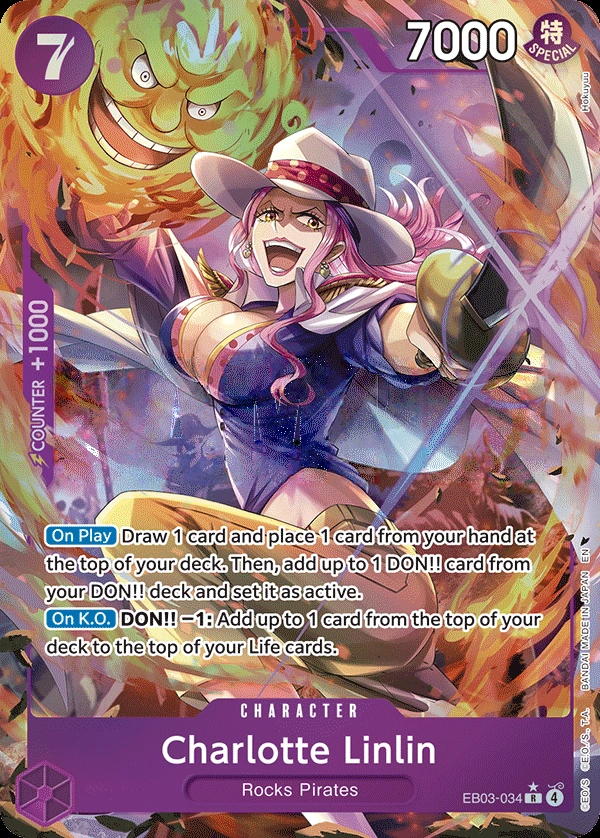 7
7000
特
SPECIAL
Hokuyuu
COUNTER +1000
On Play Draw 1 card and place 1 card from your hand at
the top of your deck. Then, add up to 1 DON!! card from
your DON!! deck and set it as active.
On K.O. DON!! −1: Add up to 1 card from the top of your
deck to the top of your Life cards.
CHARACTER
Charlotte Linlin
Rocks Pirates
EB03-034 R 4
©E.O/S ©E.O./S., T.A. BANDAI MADE IN JAPAN EN